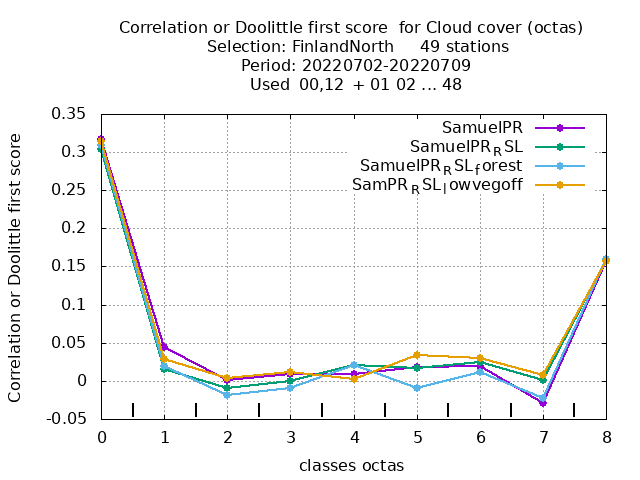 Correlation or Doolittle first score  for Cloud cover (octas)
Selection: FinlandNorth     49 stations
Period: 20220702-20220709
Used  00,12  + 01 02 ... 48
Correlation or Doolittle first score
0.35
0.3
0.25
0.2
0.15
0.1
0.05
0
-0.05
SamuelPR
SamuelPR_RSL
SamuelPR_RSL_forest
SamPR_RSL_lowvegoff
0 1 2 3 4 5 6 7 8
classes octas